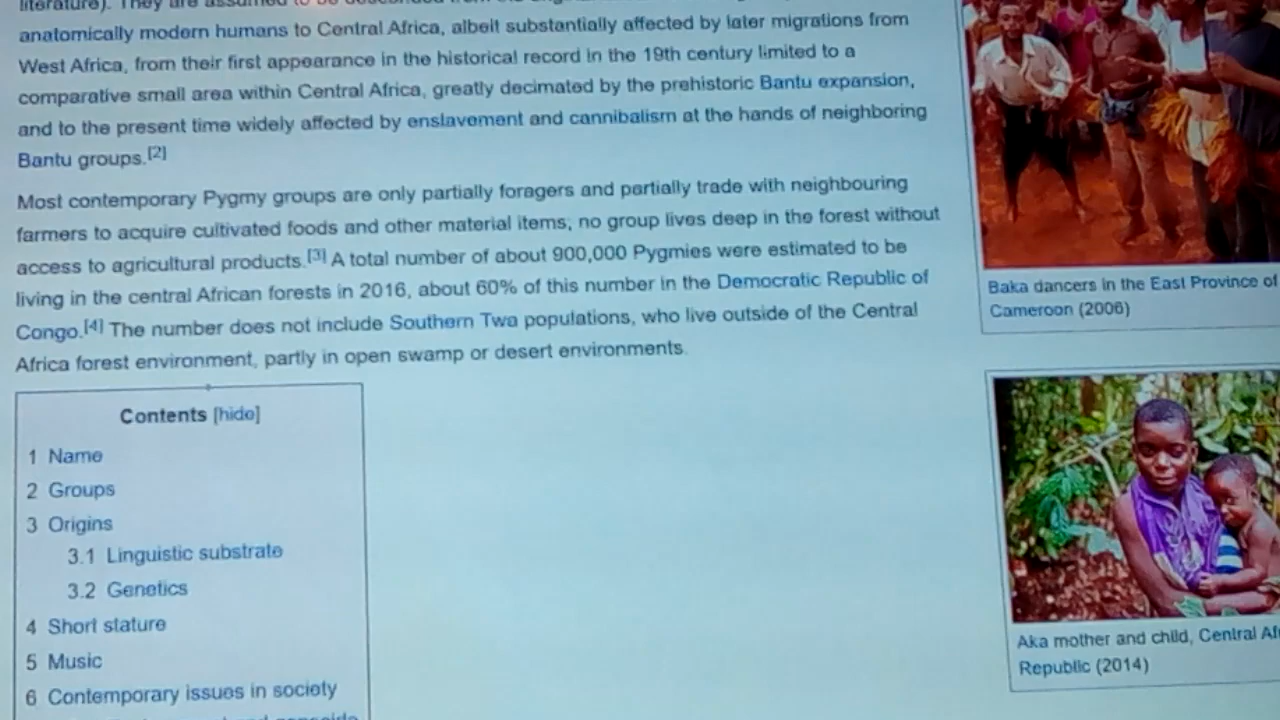 literature). They are assumed to be descended from the original
anatomically modern humans to Central Africa, albeit substantially affected by later migrations from
West Africa, from their first appearance in the historical record in the 19th century limited to a
comparative small area within Central Africa, greatly decimated by the prehistoric Bantu expansion,
and to the present time widely affected by enslavement and cannibalism at the hands of neighboring
Bantu groups.[2]
Most contemporary Pygmy groups are only partially foragers and partially trade with neighbouring
farmers to acquire cultivated foods and other material items; no group lives deep in the forest without
access to agricultural products.[3] A total number of about 900,000 Pygmies were estimated to be
living in the central African forests in 2016, about 60% of this number in the Democratic Republic of
Congo.[4] The number does not include Southern Twa populations, who live outside of the Central
Africa forest environment, partly in open swamp or desert environments.
Contents [hide]
1 Name
2 Groups
3 Origins
3.1 Linguistic substrate
3.2 Genetics
4 Short stature
5 Music
6 Contemporary issues in society
Baka dancers in the East Province of
Cameroon (2006)
Aka mother and child, Central
Republic (2014)